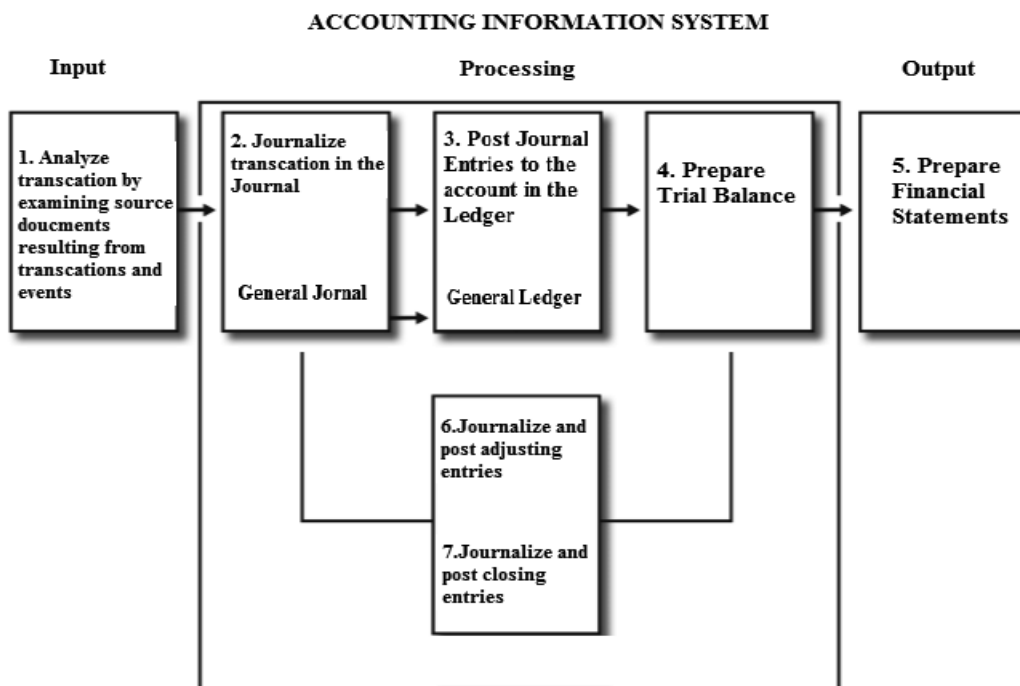 ACCOUNTING INFORMATION SYSTEM
Input
Processing
Output
1. Analyze
transcation by
examining source
doucments
resulting from
transcations and
events
2. Journalize
transcation in the
Journal
General Jornal
3. Post Journal
Entries to the
account in the
Ledger
General Ledger
4. Prepare
Trial Balance
5. Prepare
Financial
Statements
6.Journalize and
post adjusting
entries
7.Journalize and
post closing
entries